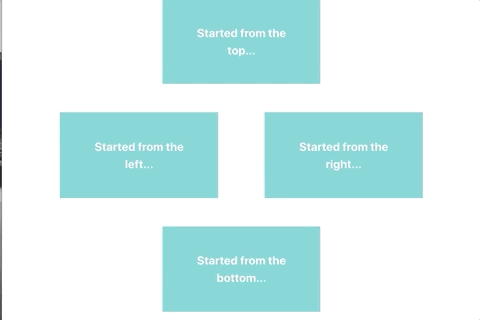 Started from the
top...
Started from the
left...
Started from the
right...
Started from the
bottom...